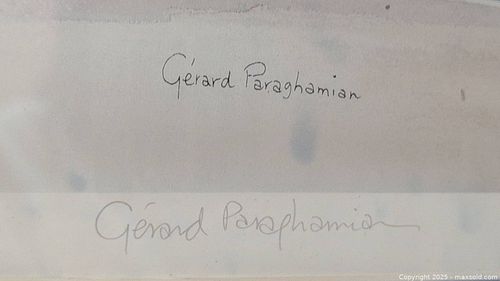 Gérard Paraghamian
Gérard Paraghamian
Copyright 2025 - maxsold.com